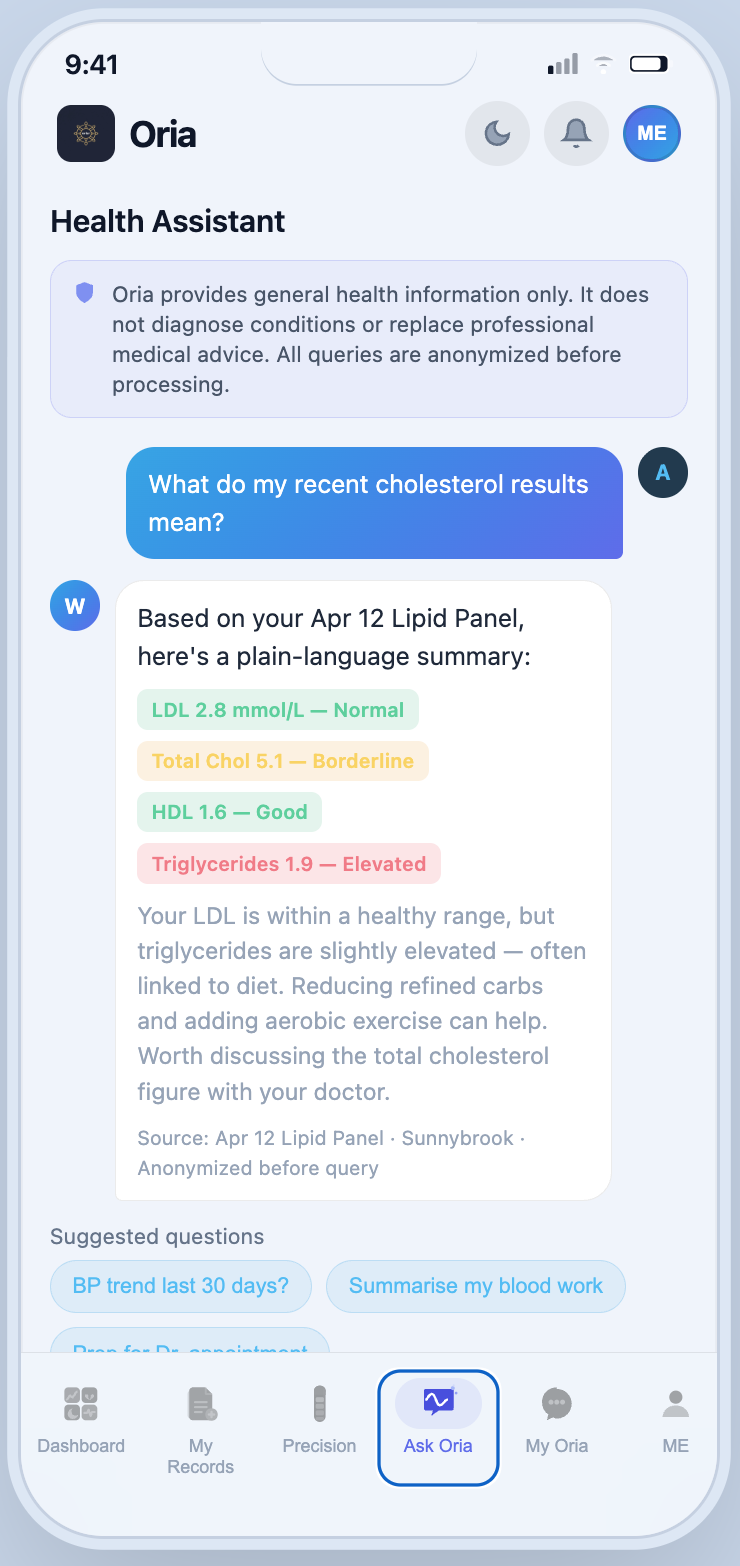 9:41
Oria
ME
Health Assistant
Oria provides general health information only. It does
not diagnose conditions or replace professional
medical advice. All queries are anonymized before
processing.
What do my recent cholesterol results
mean?
A
W
Based on your Apr 12 Lipid Panel,
here's a plain-language summary:
LDL 2.8 mmol/L — Normal
Total Chol 5.1 — Borderline
HDL 1.6 — Good
Triglycerides 1.9 — Elevated
Your LDL is within a healthy range, but
triglycerides are slightly elevated — often
linked to diet. Reducing refined carbs
and adding aerobic exercise can help.
Worth discussing the total cholesterol
figure with your doctor.
Source: Apr 12 Lipid Panel · Sunnybrook ·
Anonymized before query
Suggested questions
BP trend last 30 days?
Summarise my blood work
Prep for Dr. appointment
Dashboard
My
Records
Precision
Ask Oria
My Oria
ME